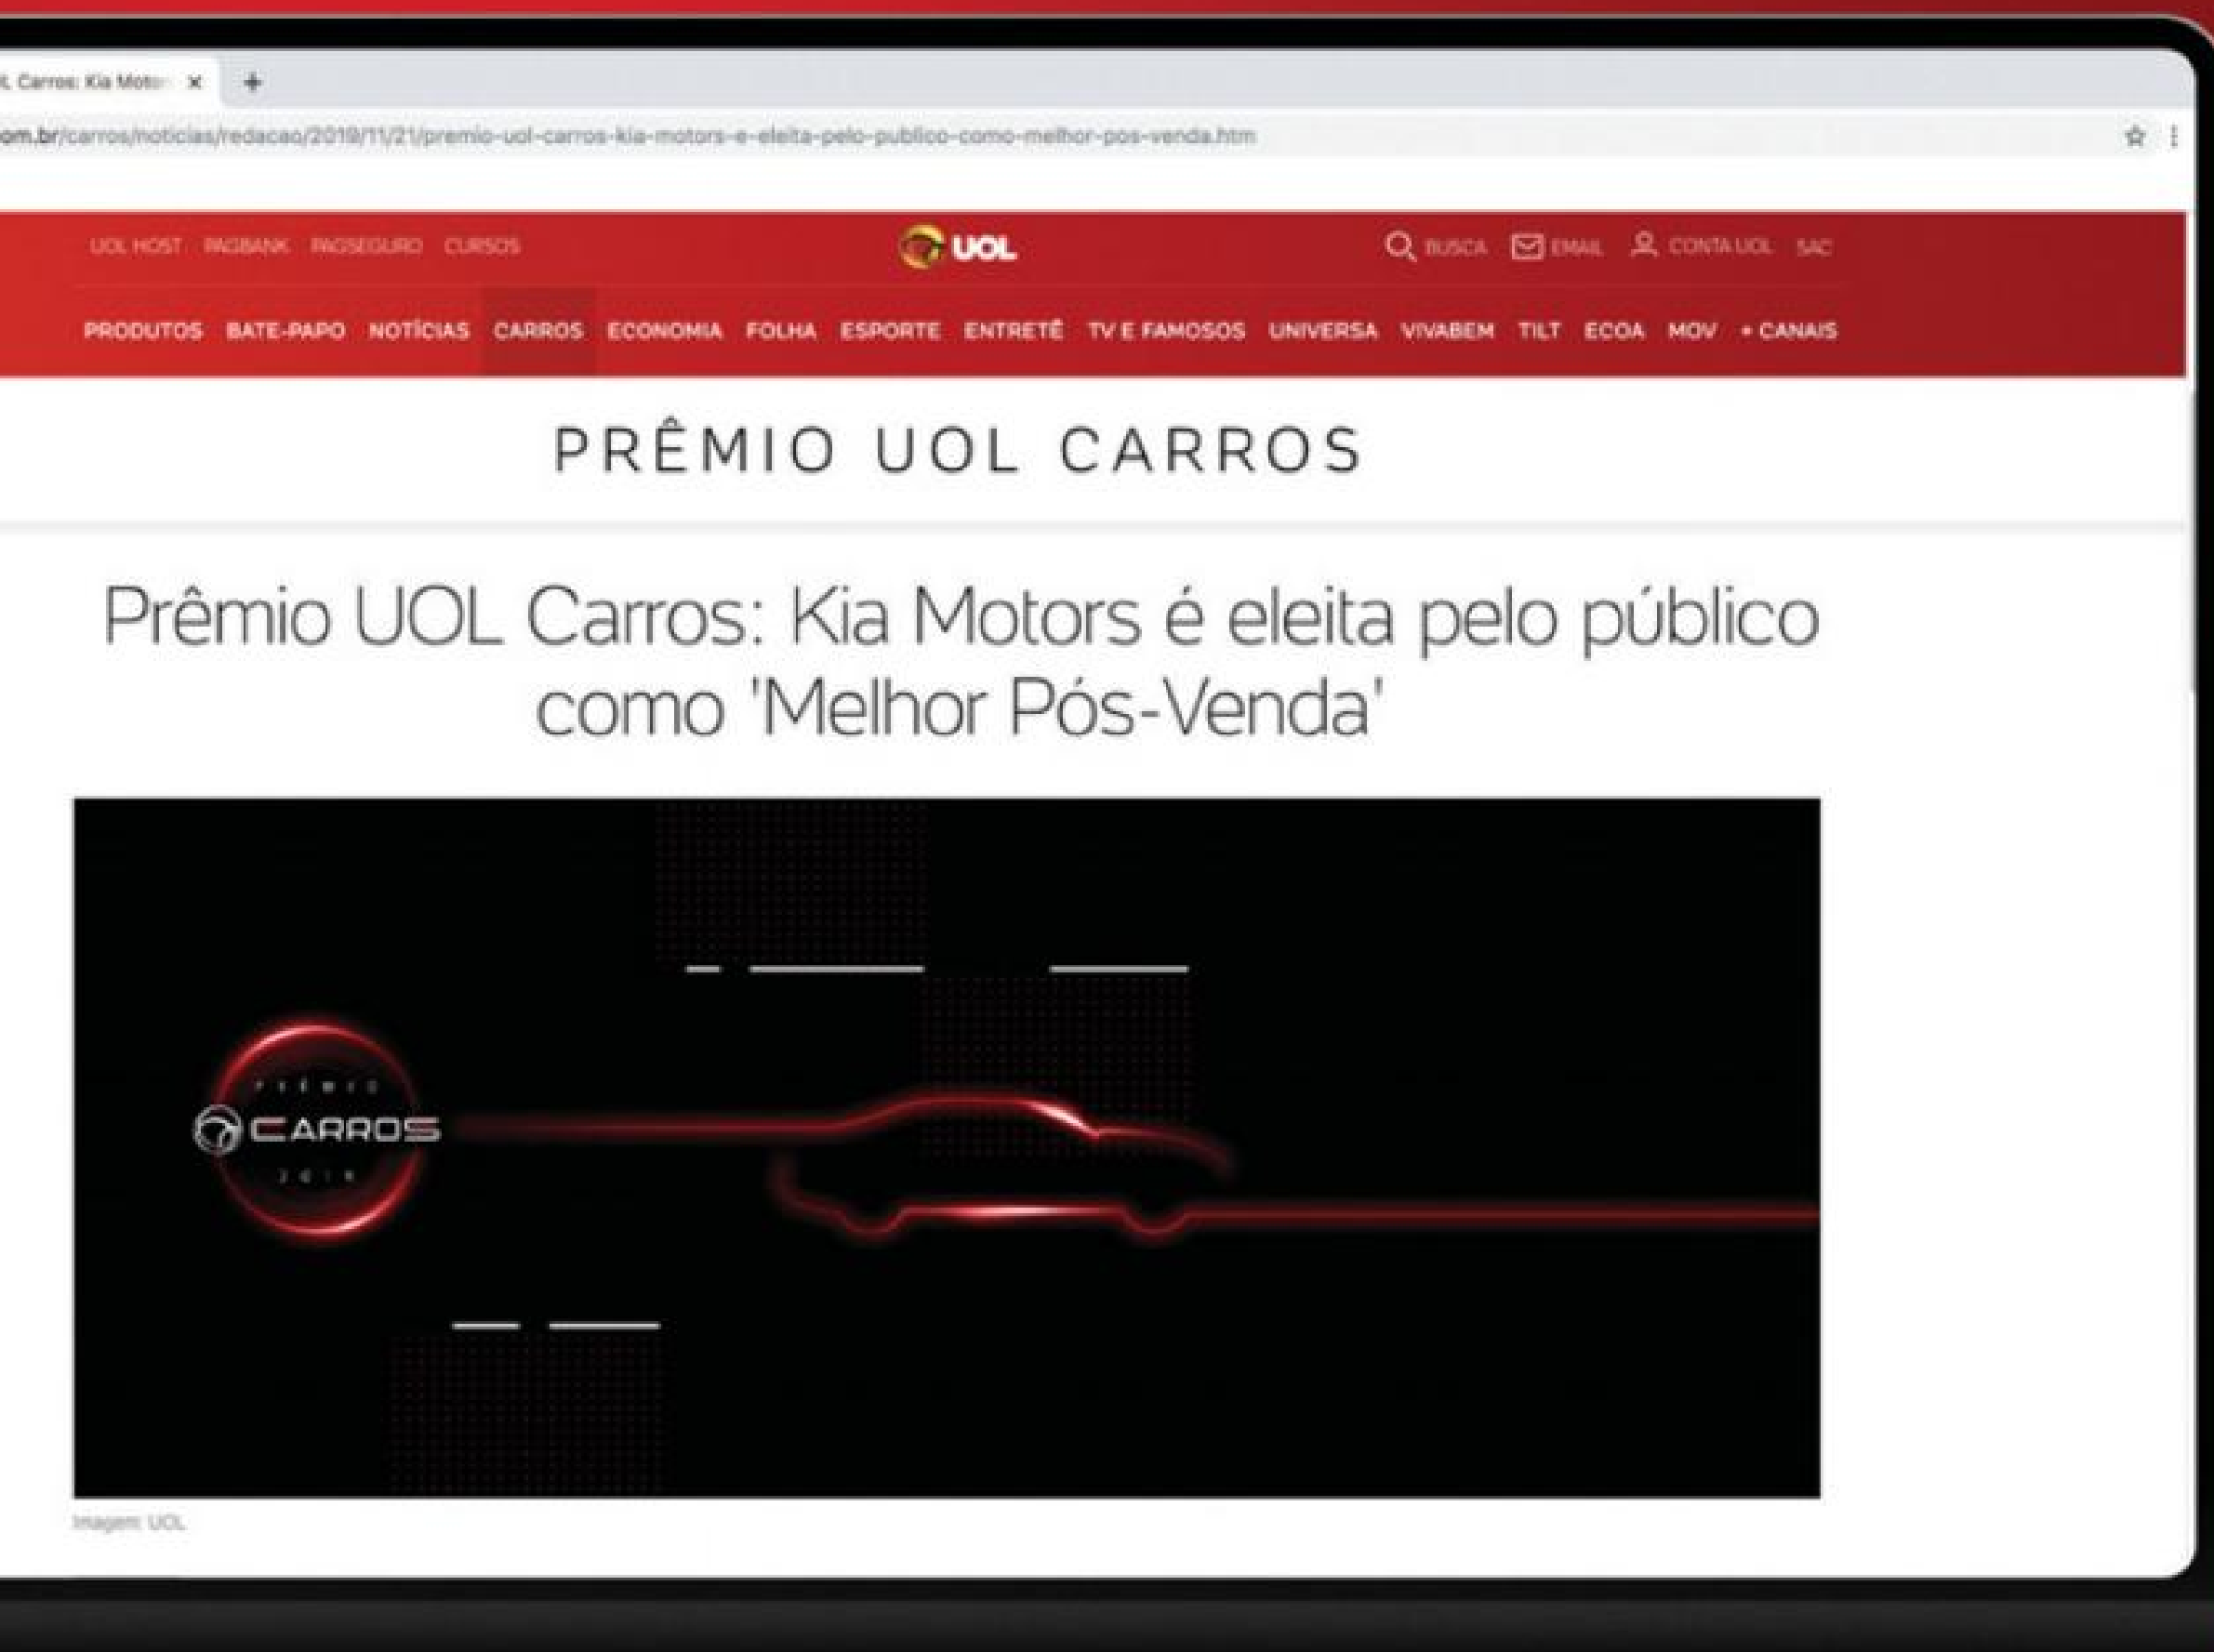 Carros: Kia Moto
om.br/carros/noticias/redacao/2019/11/21/premio-uol-carros-kia-motors-e-eleita-pelo-publico-como-melhor-pos-venda.htm
UOL HOST PAGBANK PAGSEGURO CURSOS UOL BUSCA EMAIL CONTA UOL SAC
PRODUTOS BATE-PAPO NOTÍCIAS CARROS ECONOMIA FOLHA ESPORTE ENTRETÊ TV E FAMOSOS UNIVERSA VIVABEM TILT ECOA MOV + CANAIS
PRÊMIO UOL CARROS
Prêmio UOL Carros: Kia Motors é eleita pelo público
como 'Melhor Pós-Venda'
PRÊMIO
CARROS
Imagem: UOL